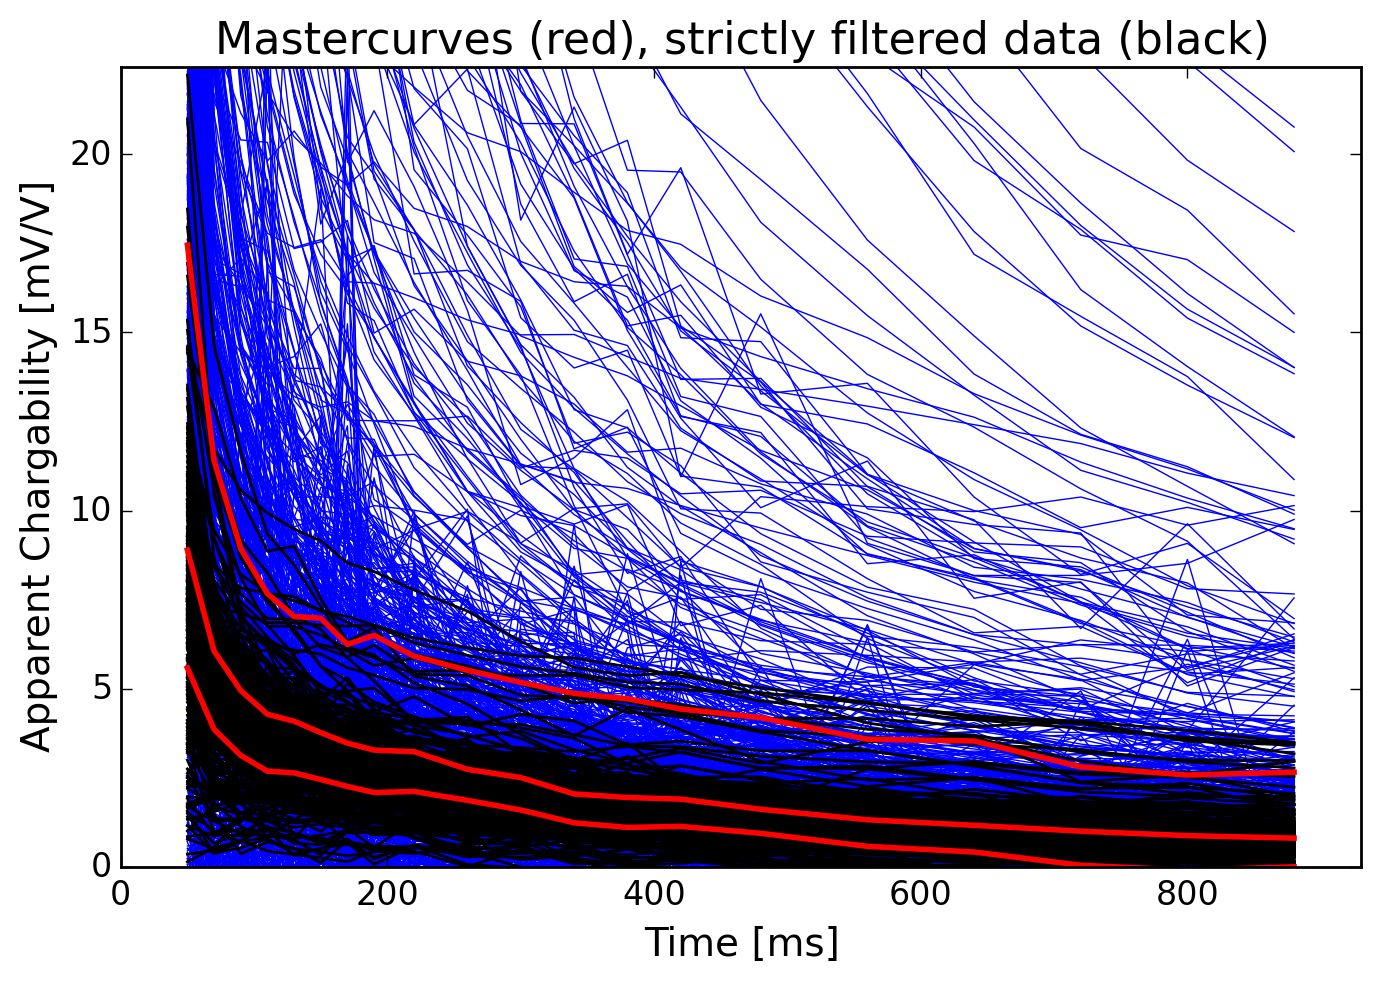 Mastercurves (red), strictly filtered data (black)
Apparent Chargability [mV/V]
20
15
10
5
0
0 200 400 600 800
Time [ms]